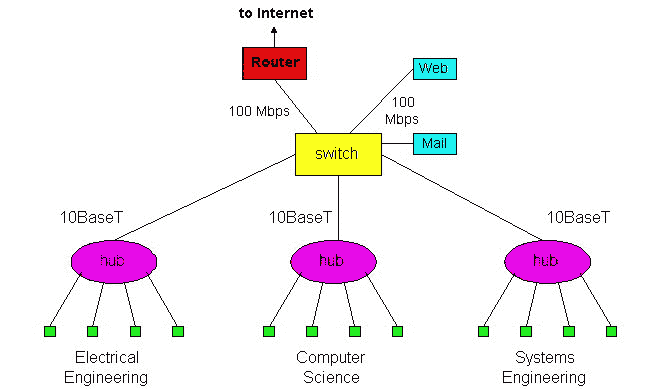 to Internet
Router
Web
100 Mbps
100
Mbps
Mail
switch
10BaseT
10BaseT
10BaseT
hub
hub
hub
Electrical
Engineering
Computer
Science
Systems
Engineering